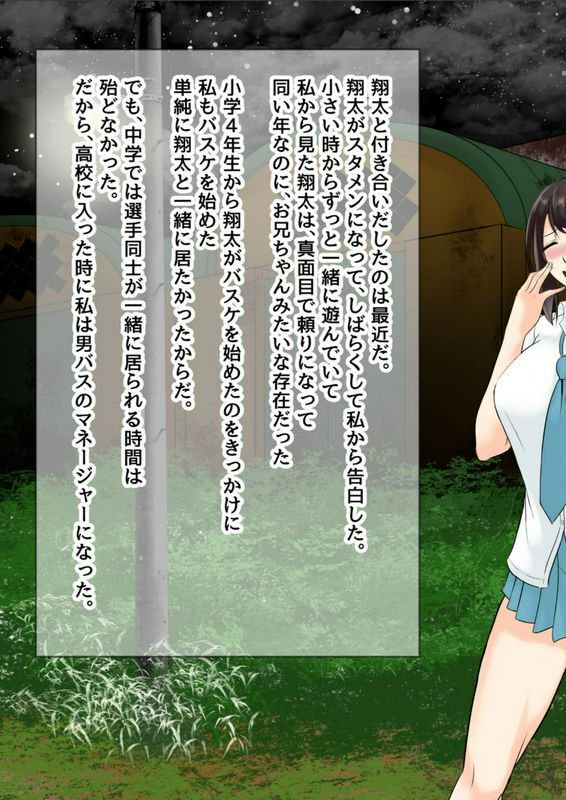 翔太と付き合いだしたのは最近だ。
翔太がスタメンになって、しばらくして私から告白した。
小さい時からずっと一緒に遊んでいて
私から見た翔太は、真面目で頼りになって
同い年なのに、お兄ちゃんみたいな存在だった
小学４年生から翔太がバスケを始めたのをきっかけに
私もバスケを始めた
単純に翔太と一緒に居たかったからだ。
でも、中学では選手同士が一緒に居られる時間は
殆どなかった。
だから、高校に入った時に私は男バスのマネージャーになった。